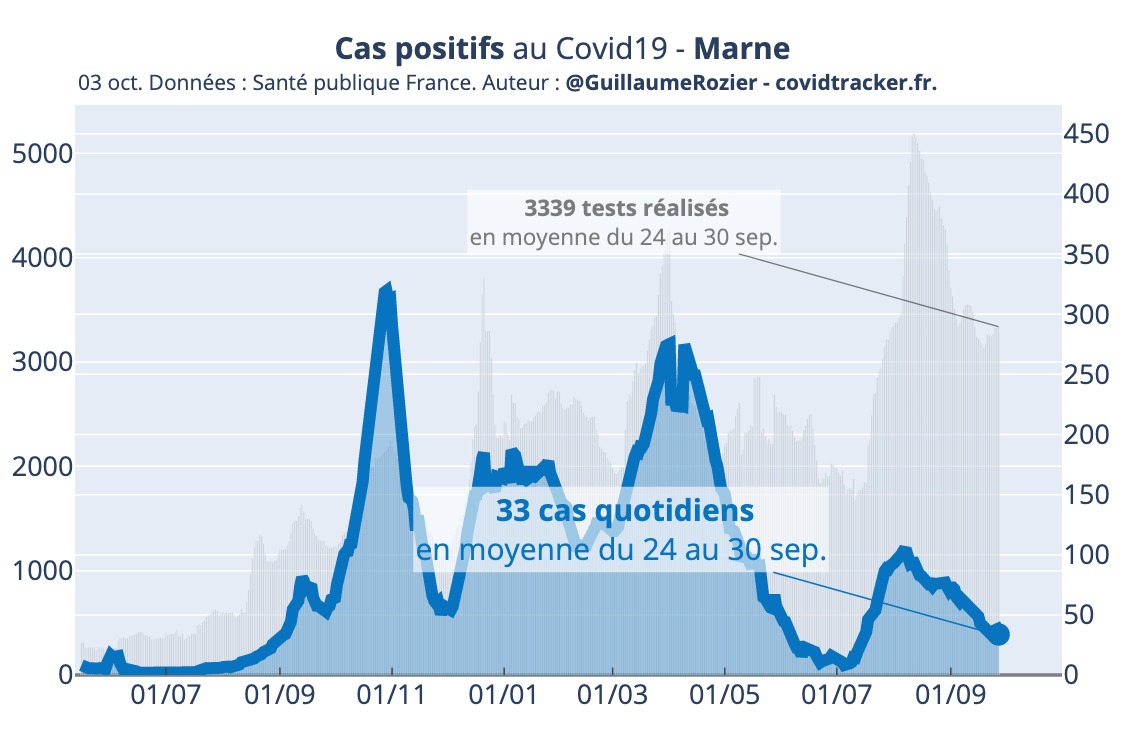 Cas positifs au Covid19 - Marne
03 oct. Données : Santé publique France. Auteur : @GuillaumeRozier - covidtracker.fr.
5000
4000
3000
2000
1000
0
450
400
350
300
250
200
150
100
50
0
3339 tests réalisés
en moyenne du 24 au 30 sep.
33 cas quotidiens
en moyenne du 24 au 30 sep.
01/07 01/09 01/11 01/01 01/03 01/05 01/07 01/09